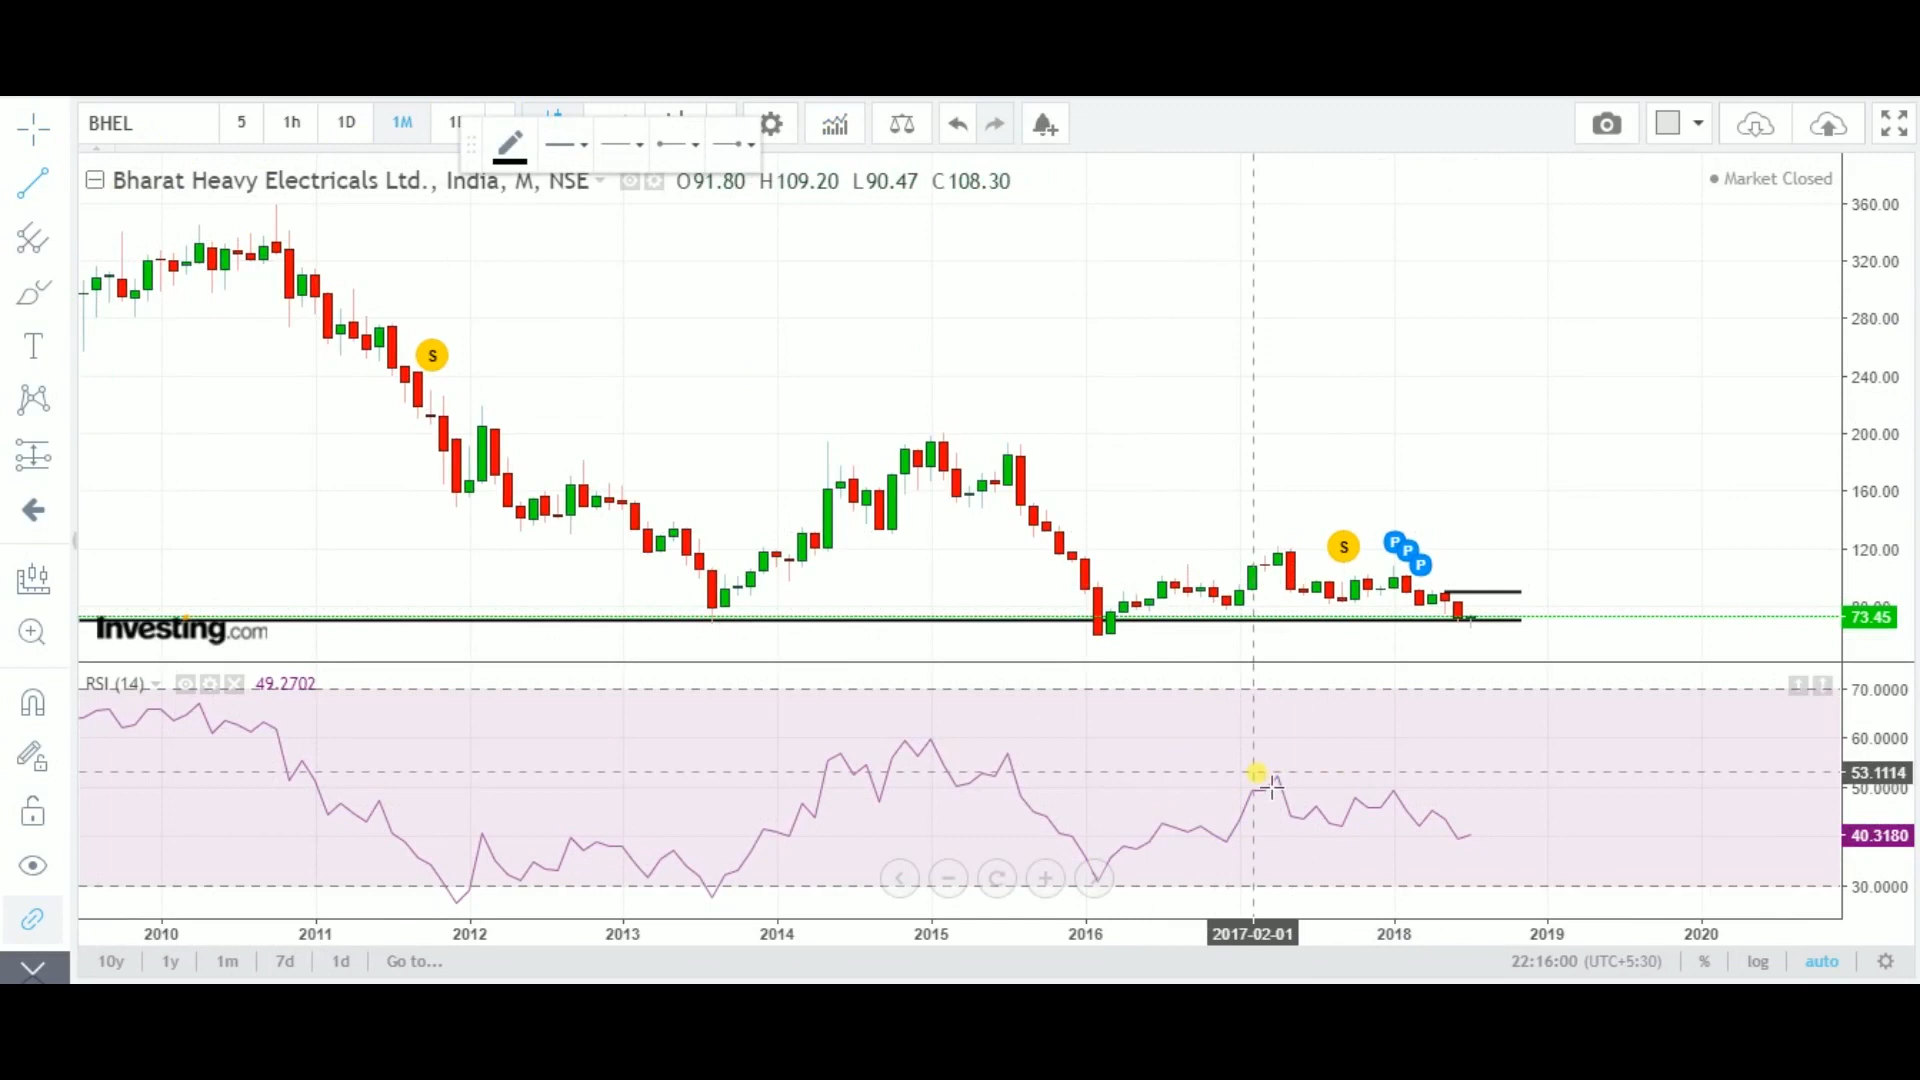 BHEL 5 1h 1D 1M
Bharat Heavy Electricals Ltd., India, M, NSE O91.80 H109.20 L90.47 C108.30
Market Closed
360.00
320.00
280.00
240.00
200.00
160.00
120.00
73.45
S
S
P
P
P
Investing.com
RSI (14) 49.2702
70.0000
60.0000
53.1114
50.0000
40.3180
30.0000
2010 2011 2012 2013 2014 2015 2016 2017-02-01 2018 2019 2020
10y 1y 1m 7d 1d Go to... 22:16:00 (UTC+5:30) % log auto